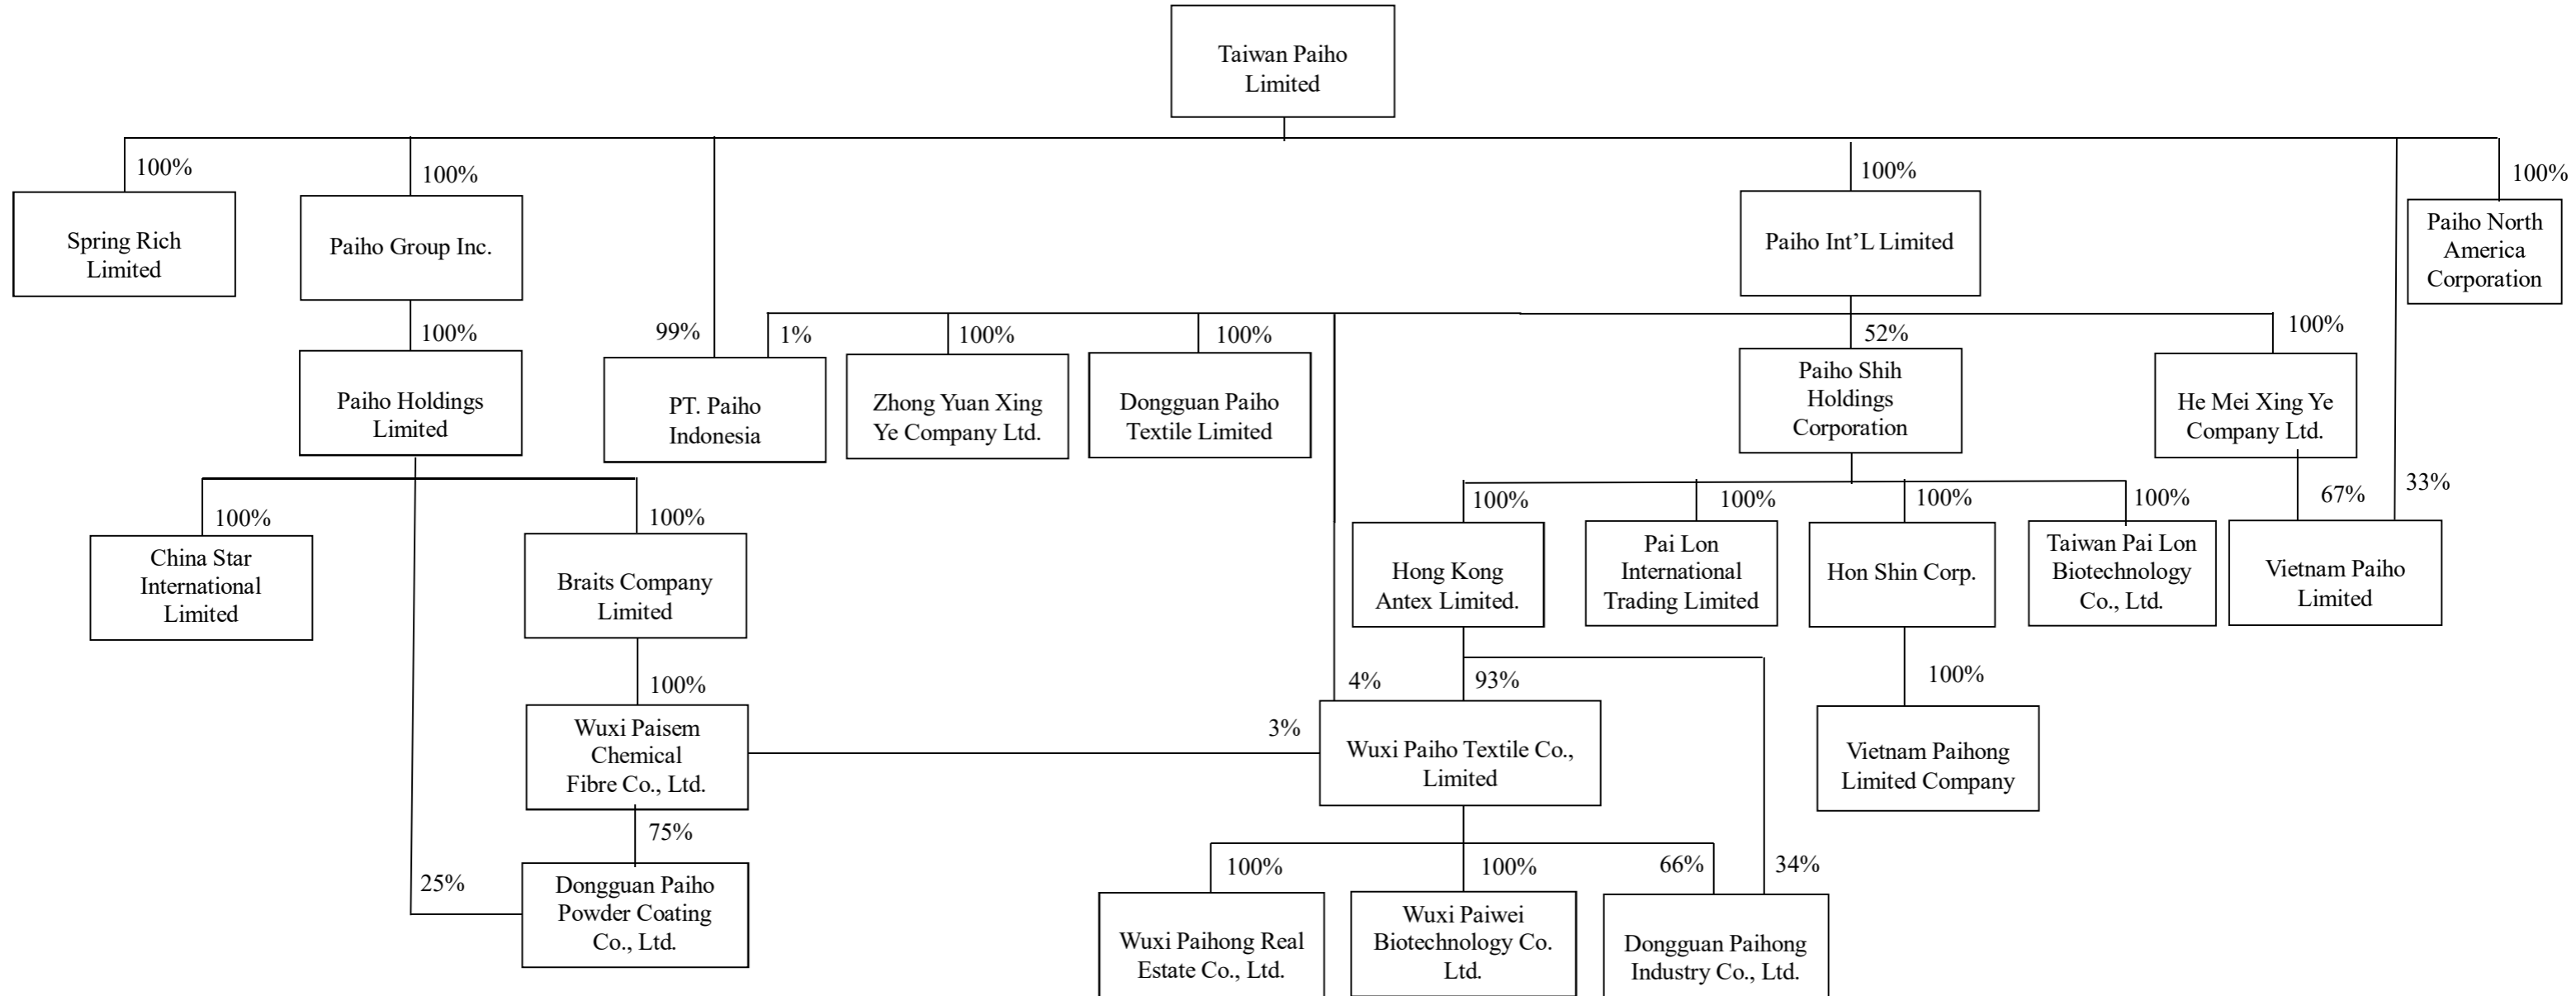 Taiwan Paiho
Limited
100%
100%
100%
100%
Spring Rich
Limited
Paiho Group Inc.
Paiho Int’L Limited
Paiho North
America
Corporation
100%
99%
1%
100%
100%
52%
100%
Paiho Holdings
Limited
PT. Paiho
Indonesia
Zhong Yuan Xing
Ye Company Ltd.
Dongguan Paiho
Textile Limited
Paiho Shih
Holdings
Corporation
He Mei Xing Ye
Company Ltd.
100%
100%
100%
100%
100%
100%
67%
33%
China Star
International
Limited
Braits Company
Limited
Hong Kong
Antex Limited.
Pai Lon
International
Trading Limited
Hon Shin Corp.
Taiwan Pai Lon
Biotechnology
Co., Ltd.
Vietnam Paiho
Limited
100%
4%
93%
100%
Wuxi Paisem
Chemical
Fibre Co., Ltd.
3%
Wuxi Paiho Textile Co.,
Limited
Vietnam Paihong
Limited Company
75%
25%
100%
100%
66%
34%
Dongguan Paiho
Powder Coating
Co., Ltd.
Wuxi Paihong Real
Estate Co., Ltd.
Wuxi Paiwei
Biotechnology Co.
Ltd.
Dongguan Paihong
Industry Co., Ltd.